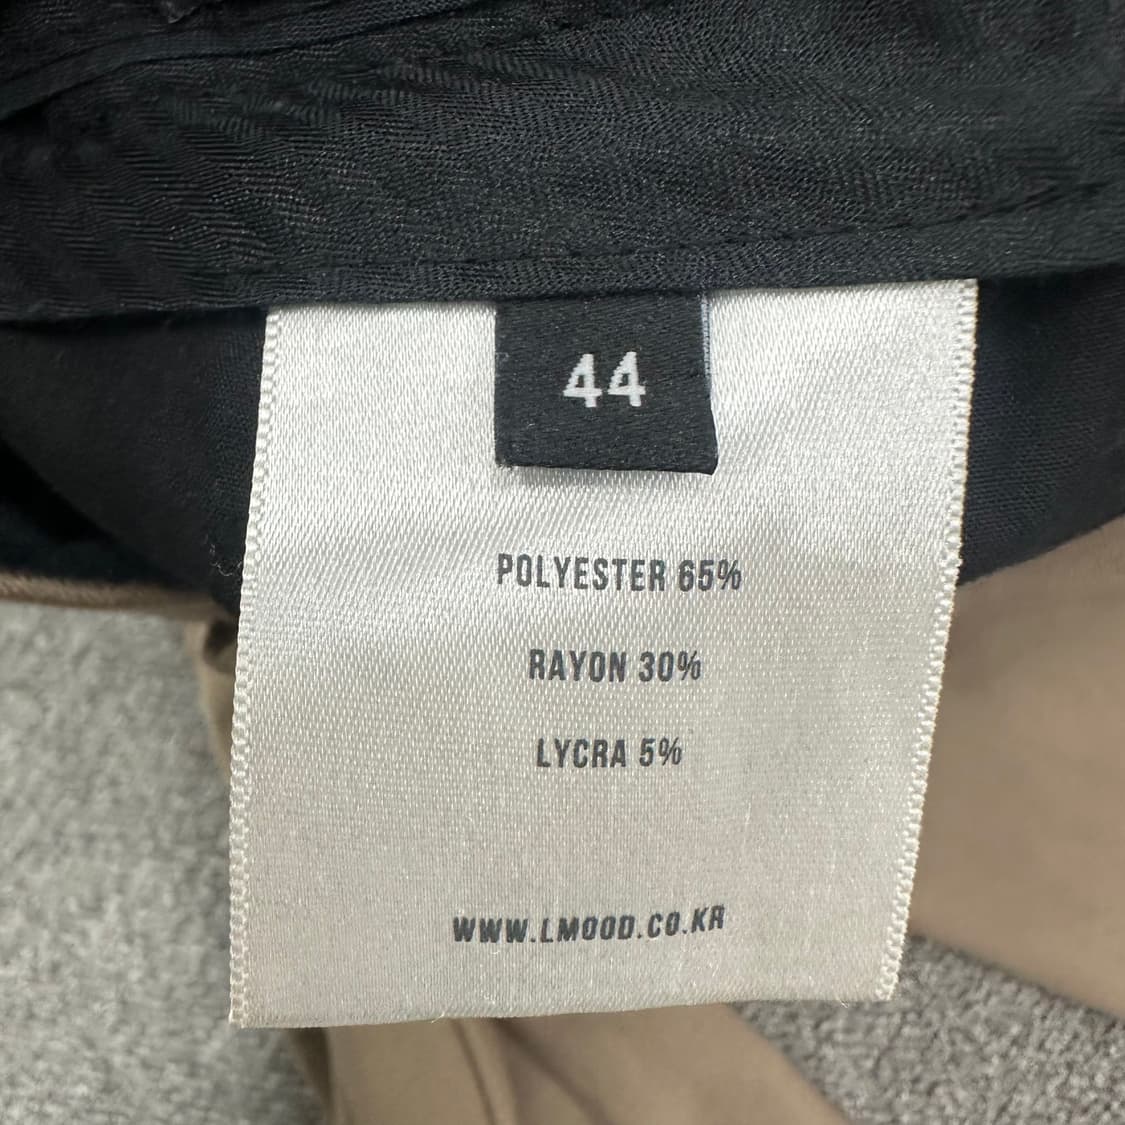 44
POLYESTER 65%
RAYON 30%
LYCRA 5%
WWW.LMOOD.CO.KR